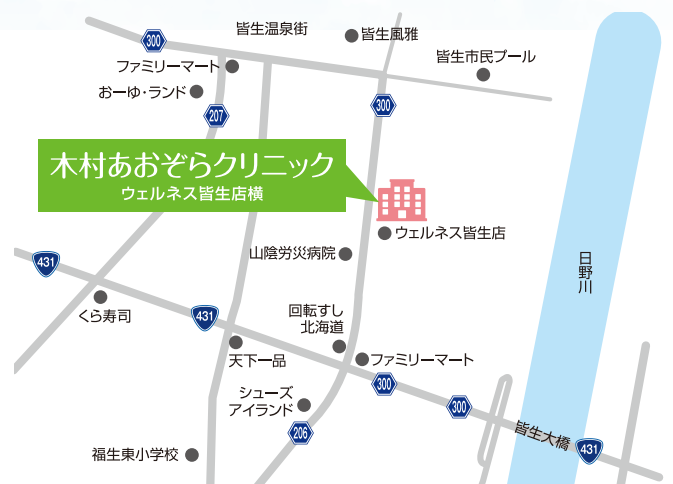 皆生温泉街
皆生風雅
300
ファミリーマート
皆生市民プール
おーゆ・ランド
207
300
木村あおぞらクリニック
ウェルネス皆生店横
ウェルネス皆生店
山陰労災病院
431
日野川
くら寿司
431
回転すし
北海道
天下一品
ファミリーマート
300
シューズ
アイランド
300
206
皆生大橋
431
福生東小学校